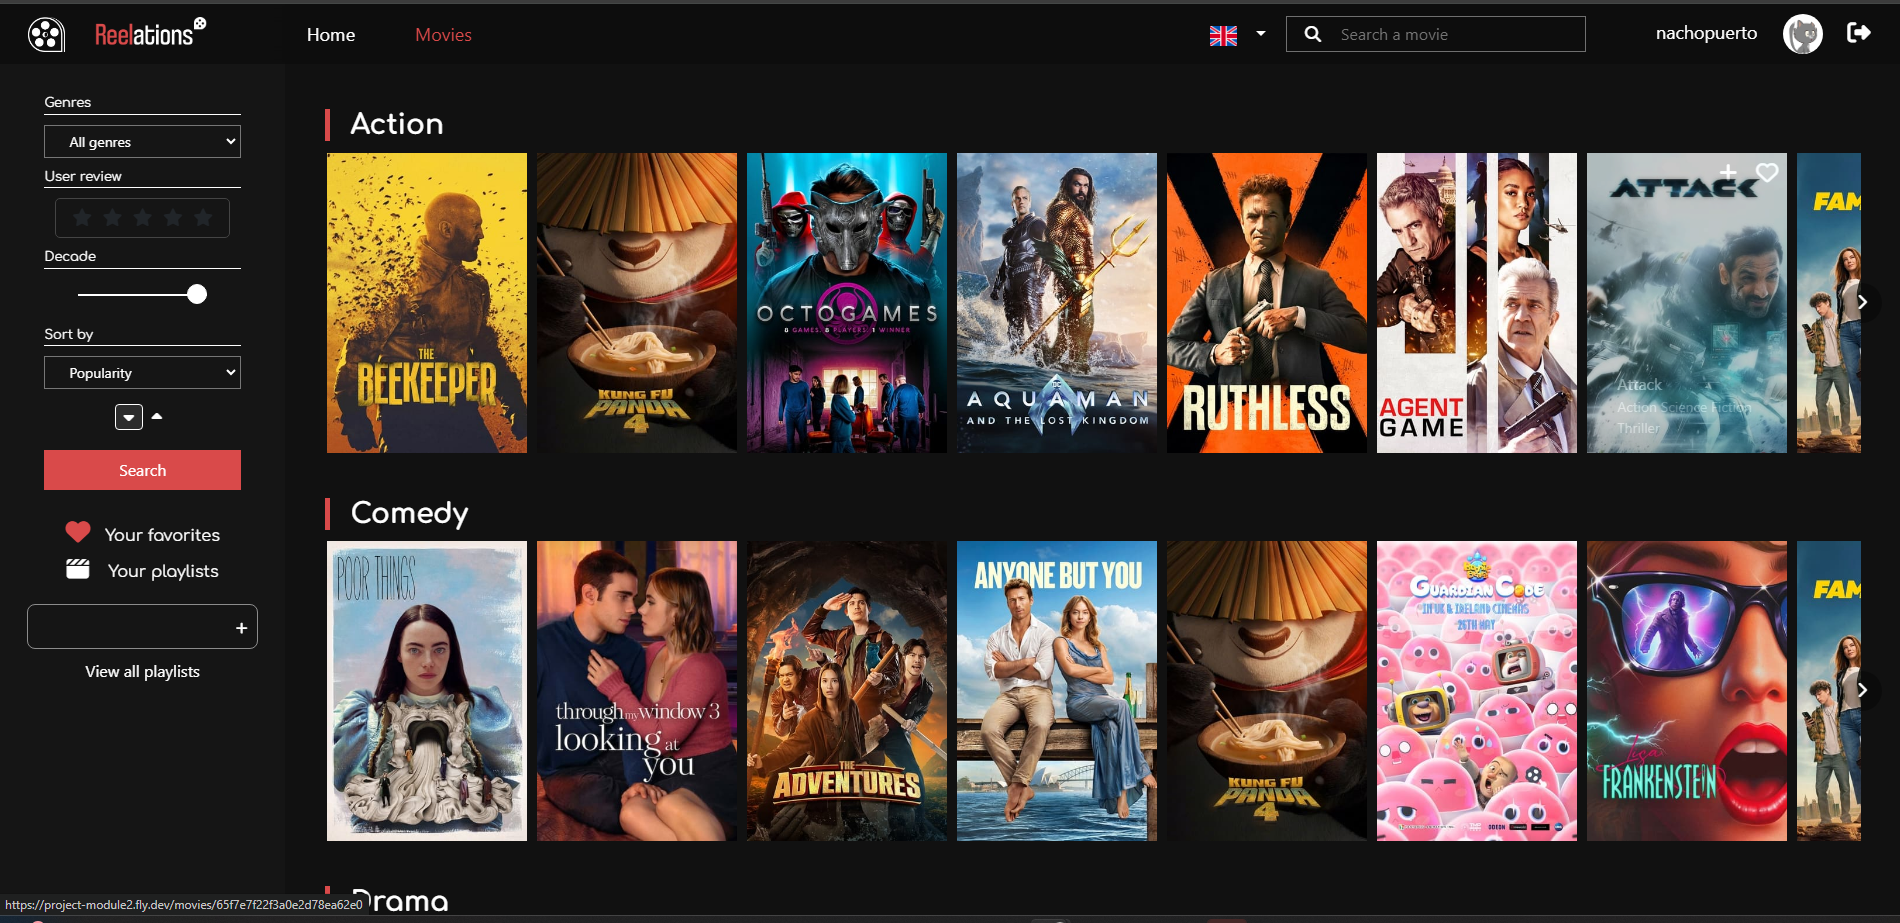 Reelations
Home
Movies
Search a movie
nachopuerto
Genres
All genres
User review
Decade
Sort by
Popularity
Search
Your favorites
Your playlists
+
View all playlists
Action
THE
BEEKEEPER
KUNG FU
PANDA
4
OCTOGAMES
8 GAMES. 8 PLAYERS. 1 WINNER
DC
AQUAMAN
AND THE LOST KINGDOM
RUTHLESS
AGENT
GAME
ATTACK
Attack
Action Science Fiction
Thriller
FAM
Comedy
POOR THINGS
through my window 3
looking at
you
THE
ADVENTURES
ANYONE BUT YOU
KUNG FU
PANDA
4
GUARDIAN CODE
IN UK & IRELAND CINEMAS
26TH MAY
ODEON
Lisa
FRANKENSTEIN
FAM
Drama
https://project-module2.fly.dev/movies/65f7e7f22f3a0e2d78ea62e0